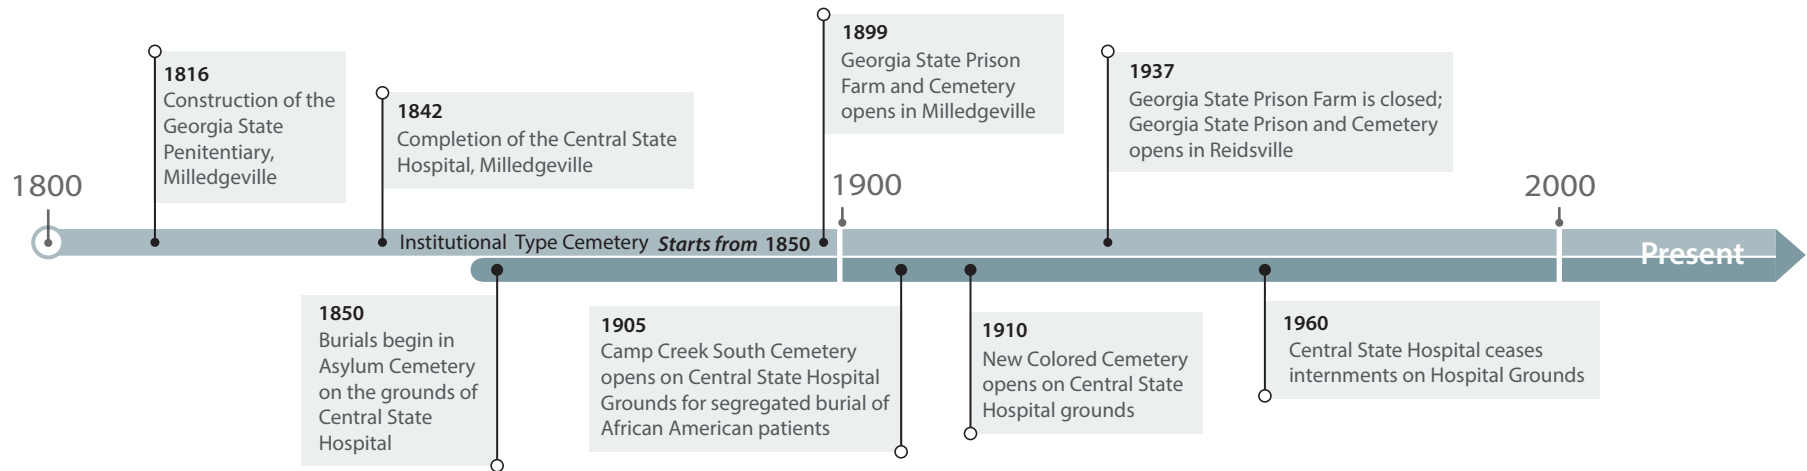 1816
Construction of the
Georgia State
Penitentiary,
Milledgeville
1842
Completion of the Central State
Hospital, Milledgeville
1899
Georgia State Prison
Farm and Cemetery
opens in Milledgeville
1937
Georgia State Prison Farm is closed;
Georgia State Prison and Cemetery
opens in Reidsville
1800
1900
2000
Institutional Type Cemetery Starts from 1850
Present
1850
Burials begin in
Asylum Cemetery
on the grounds of
Central State
Hospital
1905
Camp Creek South Cemetery
opens on Central State Hospital
Grounds for segregated burial of
African American patients
1910
New Colored Cemetery
opens on Central State
Hospital grounds
1960
Central State Hospital ceases
internments on Hospital Grounds